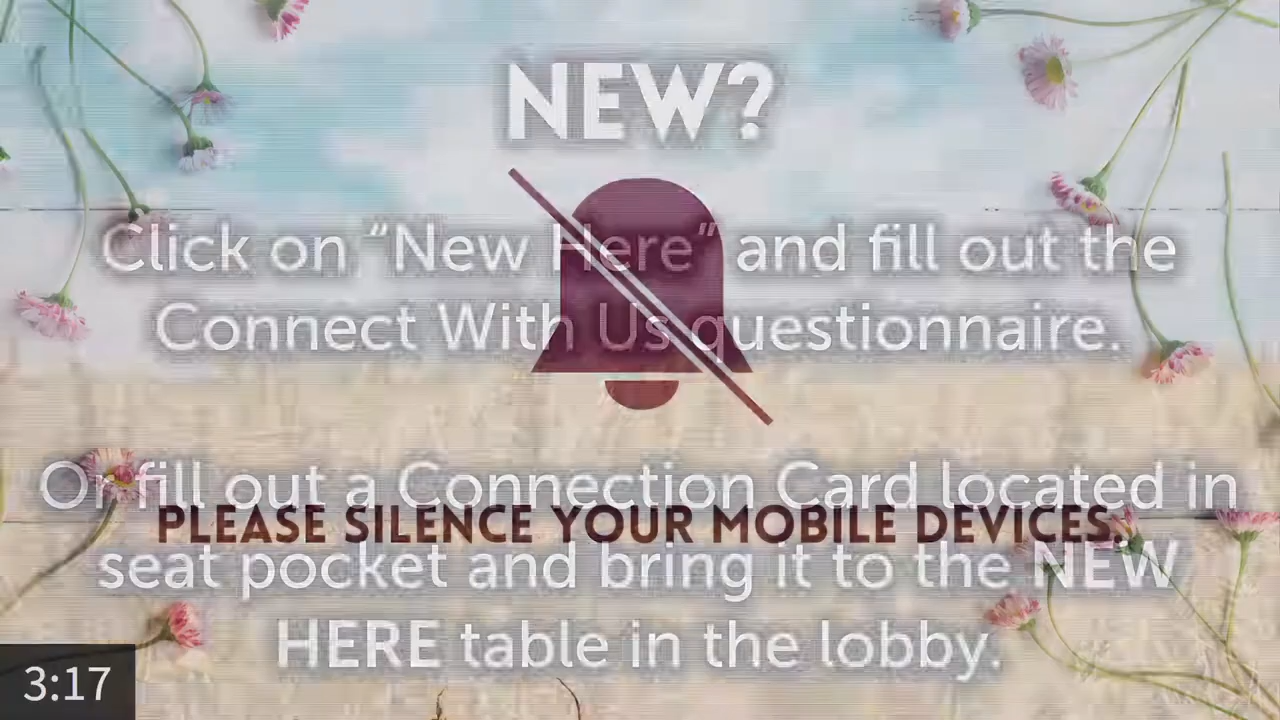 NEW?
Click on “New Here” and fill out the
Connect With Us questionnaire.
Or fill out a Connection Card located in
PLEASE SILENCE YOUR MOBILE DEVICES.
seat pocket and bring it to the NEW
HERE table in the lobby.
3:17